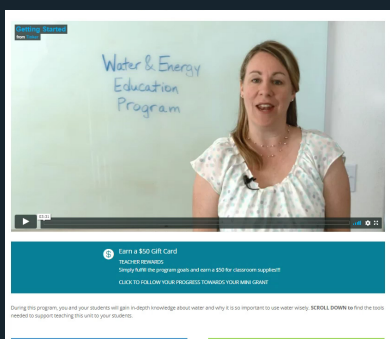 Getting Started
from
Water & Energy
Education
Program
Earn a $50 Gift Card
TEACHER REWARDS
Simply fulfill the program goals and earn a $50 for classroom supplies!!!
CLICK TO FOLLOW YOUR PROGRESS TOWARDS YOUR MINI GRANT
During this program, you and your students will gain in-depth knowledge about water and why it is so important to use water wisely. SCROLL DOWN to find the tools
needed to support teaching this unit to your students.